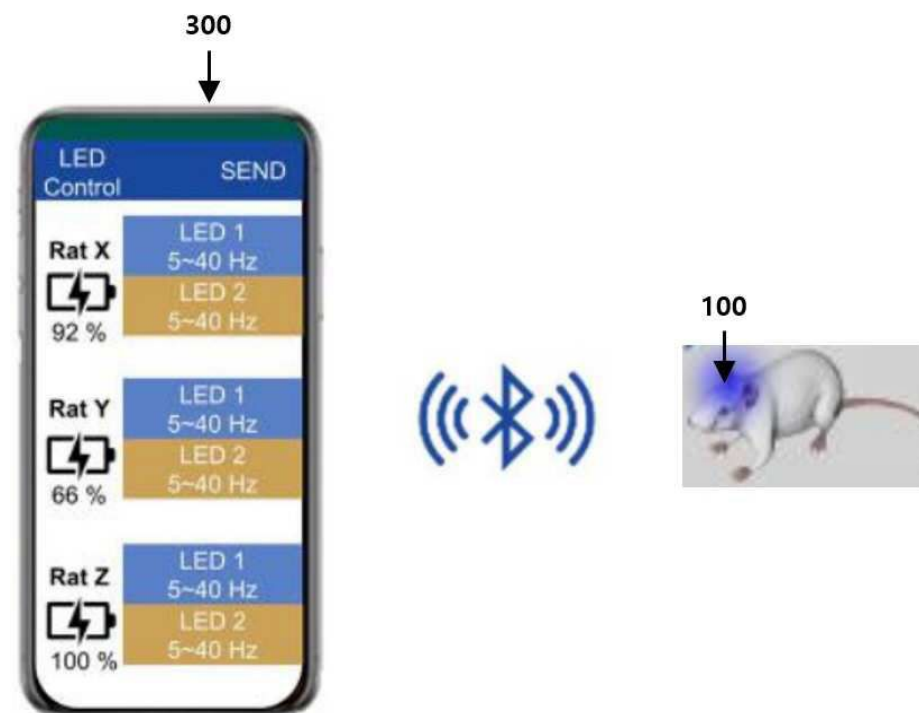 300
LED
Control
SEND
Rat X
92 %
LED 1
5~40 Hz
LED 2
5~40 Hz
Rat Y
66 %
LED 1
5~40 Hz
LED 2
5~40 Hz
Rat Z
100 %
LED 1
5~40 Hz
LED 2
5~40 Hz
100